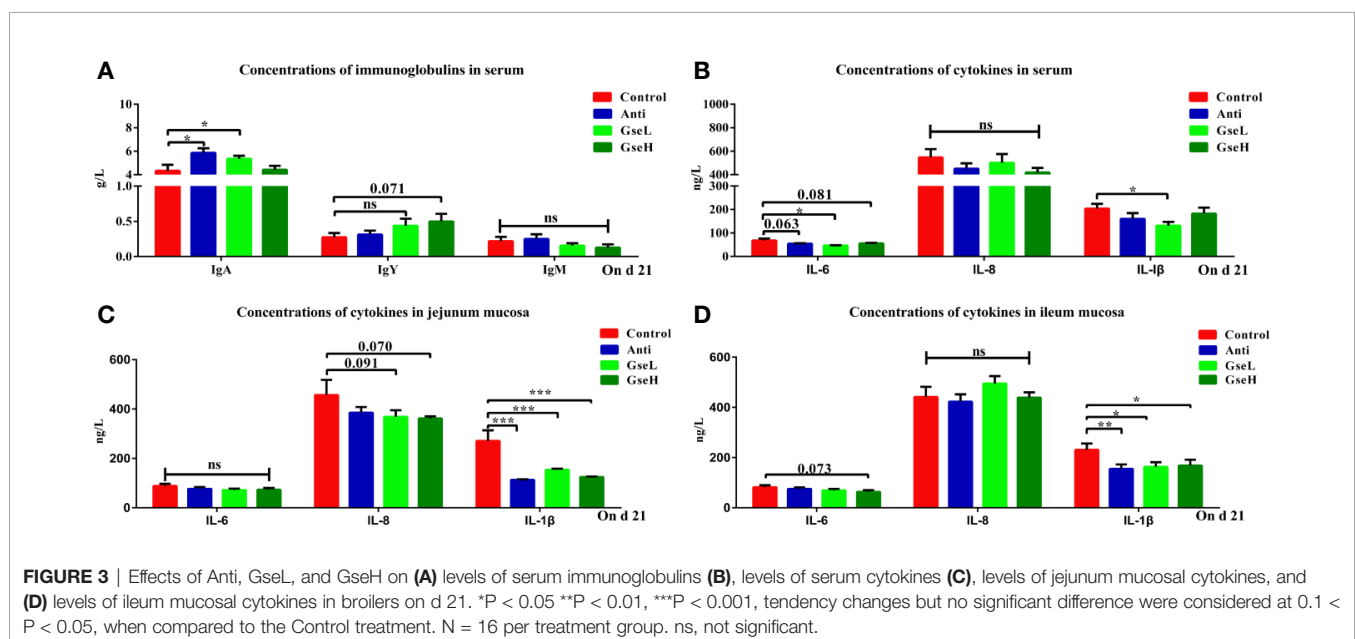 A
Concentrations of immunoglobulins in serum
Control
Anti
GseL
GseH
g/L
10
8
6
4
1.0
0.5
0.0
*
*
0.071
ns
ns
IgA
IgY
IgM
On d 21
B
Concentrations of cytokines in serum
Control
Anti
GseL
GseH
ng/L
1000
800
600
400
300
200
100
0
0.081
*
0.063
ns
*
IL-6
IL-8
IL-Iβ
On d 21
C
Concentrations of cytokines in jejunum mucosa
Control
Anti
GseL
GseH
ng/L
600
400
200
0
ns
0.070
0.091
***
***
***
IL-6
IL-8
IL-1β
On d 21
D
Concentrations of cytokines in ileum mucosa
Control
Anti
GseL
GseH
ng/L
600
400
200
0
0.073
ns
*
*
**
IL-6
IL-8
IL-1β
On d 21
FIGURE 3 | Effects of Anti, GseL, and GseH on (A) levels of serum immunoglobulins (B), levels of serum cytokines (C), levels of jejunum mucosal cytokines, and
(D) levels of ileum mucosal cytokines in broilers on d 21. *P < 0.05 **P < 0.01, ***P < 0.001, tendency changes but no significant difference were considered at 0.1 <
P < 0.05, when compared to the Control treatment. N = 16 per treatment group. ns, not significant.